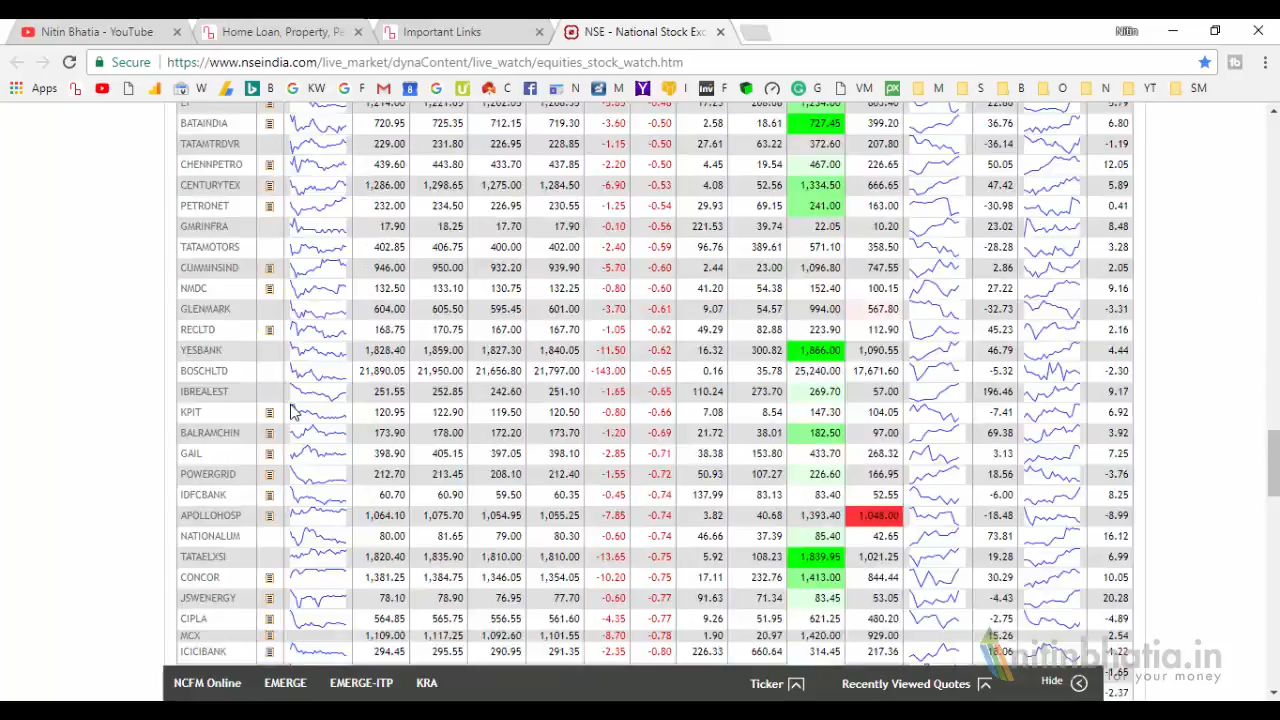 Nitin Bhatia - YouTube Home Loan, Property, Pe Important Links NSE - National Stock Exc Nitin
Secure https://www.nseindia.com/live_market/dynaContent/live_watch/equities_stock_watch.htm
Apps W B KW F M G C N M Y I G VM M S B O N YT SM
BATAINDIA 720.95 725.35 712.15 719.30 -3.60 -0.50 2.58 18.61 727.45 399.20 36.76 6.80
TATAMTRDVR 229.00 231.80 226.95 228.85 -1.15 -0.50 27.61 63.22 372.60 207.80 -36.14 -1.19
CHENNPETRO 439.60 443.80 433.70 437.85 -2.20 -0.50 4.45 19.54 467.00 226.65 50.05 12.05
CENTURYTEX 1,286.00 1,298.65 1,275.00 1,284.50 -6.90 -0.53 4.08 52.56 1,334.50 666.65 47.42 5.89
PETRONET 232.00 234.50 226.95 230.55 -1.25 -0.54 29.93 69.15 241.00 163.00 -30.98 0.41
GMRINFRA 17.90 18.25 17.70 17.90 -0.10 -0.56 221.53 39.74 22.05 10.20 23.02 8.48
TATAMOTORS 402.85 406.75 400.00 402.00 -2.40 -0.59 96.76 389.61 571.10 358.50 -28.28 3.28
CUMMINSIND 946.00 950.00 932.20 939.90 -5.70 -0.60 2.44 23.00 1,096.80 747.55 2.86 2.05
NMDC 132.50 133.10 130.75 132.25 -0.80 -0.60 41.20 54.38 152.40 100.15 27.22 9.16
GLENMARK 604.00 604.50 595.45 601.00 -3.70 -0.61 9.07 54.57 994.00 567.80 -32.73 -3.31
RECLTD 168.75 170.75 167.00 167.70 -1.05 -0.62 49.29 82.88 223.90 112.90 45.23 2.16
YESBANK 1,828.40 1,859.00 1,827.30 1,840.05 -11.50 -0.62 16.32 300.82 1,866.00 1,090.55 46.79 4.44
BOSCHLTD 21,890.05 21,950.00 21,656.80 21,797.00 -143.00 -0.65 0.16 35.78 25,240.00 17,671.60 -5.32 -2.30
IBREALEST 251.55 252.85 242.60 251.10 -1.65 -0.65 110.24 273.70 269.70 57.00 196.46 9.17
KPIT 120.95 122.90 119.50 120.50 -0.80 -0.66 7.08 8.54 147.30 104.05 -7.41 6.92
BALRAMCHIN 173.90 178.00 172.20 173.70 -1.20 -0.69 21.72 38.01 182.50 97.00 69.38 3.92
GAIL 398.90 405.15 397.05 398.10 -2.85 -0.71 38.38 153.80 433.70 268.32 3.13 7.25
POWERGRID 212.70 213.45 208.10 212.40 -1.55 -0.72 50.93 107.27 226.60 166.95 18.56 -3.76
IDFCBANK 60.70 60.90 59.50 60.35 -0.45 -0.74 137.99 83.13 83.40 52.55 -6.00 8.25
APOLLOHOSP 1,064.10 1,075.70 1,054.95 1,055.25 -7.85 -0.74 3.82 40.68 1,393.40 1,048.00 -18.48 -8.99
NATIONALUM 80.00 81.65 79.00 80.30 -0.60 -0.74 46.66 37.39 85.40 42.65 73.81 16.12
TATAELXSI 1,820.40 1,835.90 1,810.00 1,810.00 -13.65 -0.75 5.92 108.23 1,839.95 1,021.25 19.28 6.99
CONCOR 1,381.25 1,384.75 1,346.05 1,354.05 -10.20 -0.75 17.11 232.76 1,413.00 844.44 30.29 10.05
JSWENERGY 78.10 78.90 76.95 77.70 -0.60 -0.77 91.63 71.34 83.45 53.05 -4.43 20.28
CIPLA 564.85 565.75 556.55 561.60 -4.35 -0.77 9.26 51.95 621.25 480.20 -2.75 -4.89
MCX 1,109.00 1,117.25 1,092.60 1,101.55 -8.70 -0.78 1.90 20.97 1,420.00 929.00 15.26 2.54
ICICIBANK 294.45 295.55 290.95 291.35 -2.35 -0.80 226.33 660.64 314.45 217.36 18.06
nitinbhatia.in
for your money
NCFM Online EMERGE EMERGE-ITP KRA Ticker Recently Viewed Quotes Hide
-2.37